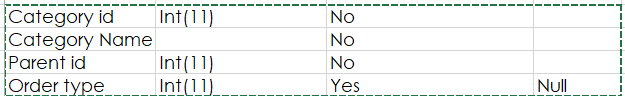 Category id Int(11) No
Category Name No
Parent id Int(11) No
Order type Int(11) Yes Null